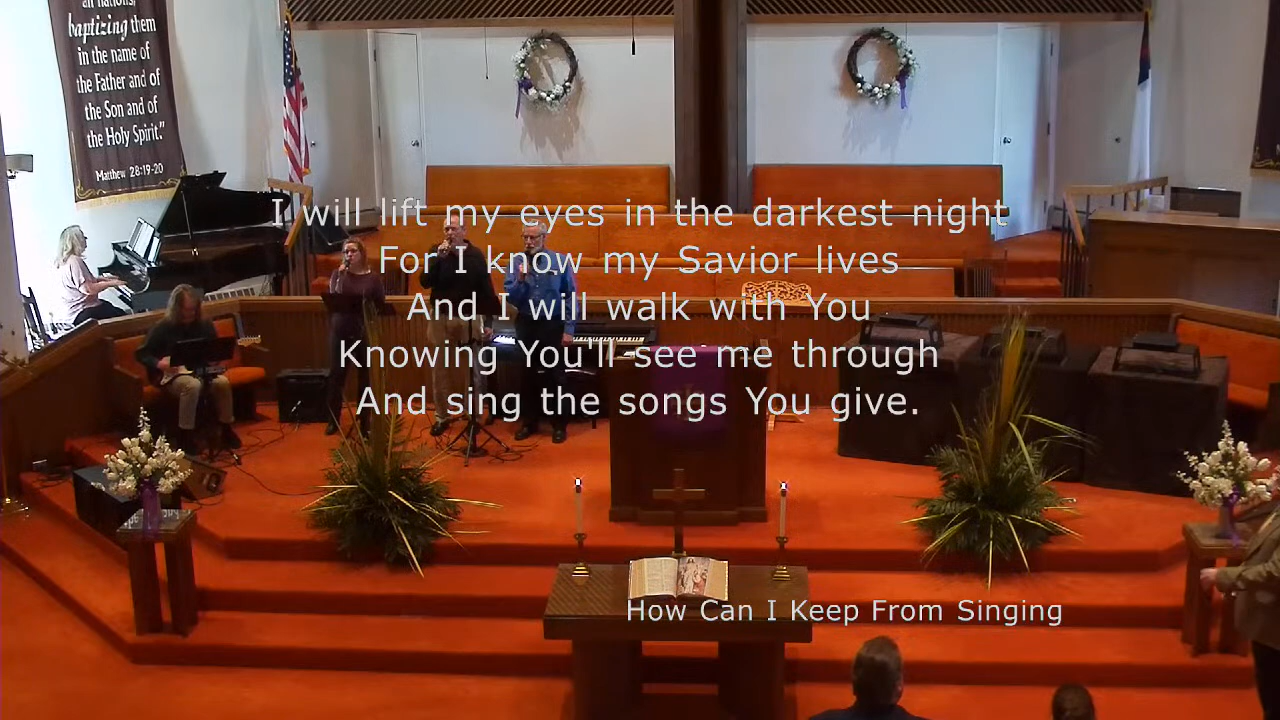 all nations,
baptizing them
in the name of
the Father and of
the Son and of
the Holy Spirit."
Matthew 28:19-20
I will lift my eyes in the darkest night
For I know my Savior lives
And I will walk with You
Knowing You'll see me through
And sing the songs You give.
How Can I Keep From Singing